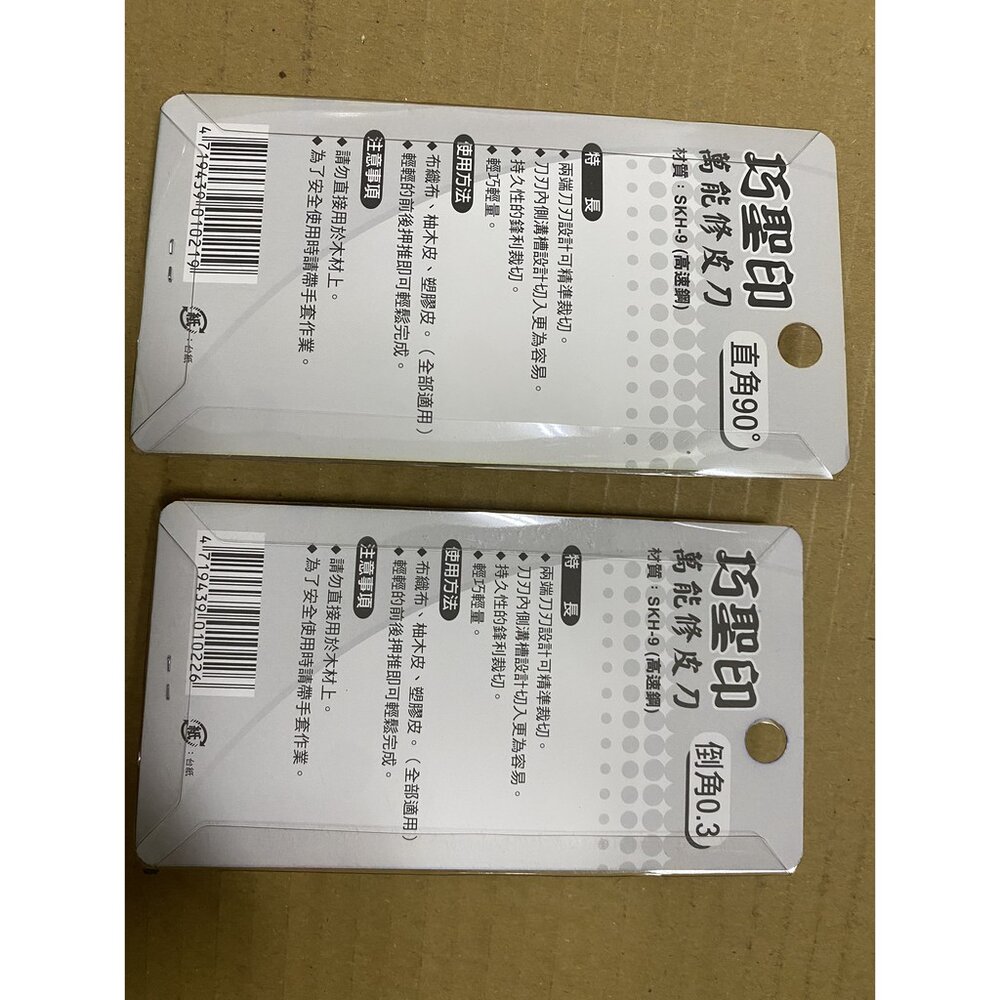 巧聖印
萬能修皮刀
直角90°
材質：SKH-9 (高速鋼)
特 長
◆兩端刀刃設計可精準裁切。
◆刀刃內側溝槽設計切入更為容易。
◆持久性的鋒利裁切。
◆輕巧輕量。
使用方法
◆布織布、柚木皮、塑膠皮。（全部適用）
◆輕輕的前後押推即可輕鬆完成。
注意事項
◆請勿直接用於木材上。
◆為了安全使用時請帶手套作業。
4 719439 010219
紙：台紙
巧聖印
萬能修皮刀
倒角0.3
材質：SKH-9 (高速鋼)
特 長
◆兩端刀刃設計可精準裁切。
◆刀刃內側溝槽設計切入更為容易。
◆持久性的鋒利裁切。
◆輕巧輕量。
使用方法
◆布織布、柚木皮、塑膠皮。（全部適用）
◆輕輕的前後押推即可輕鬆完成。
注意事項
◆請勿直接用於木材上。
◆為了安全使用時請帶手套作業。
4 719439 010226
紙：台紙